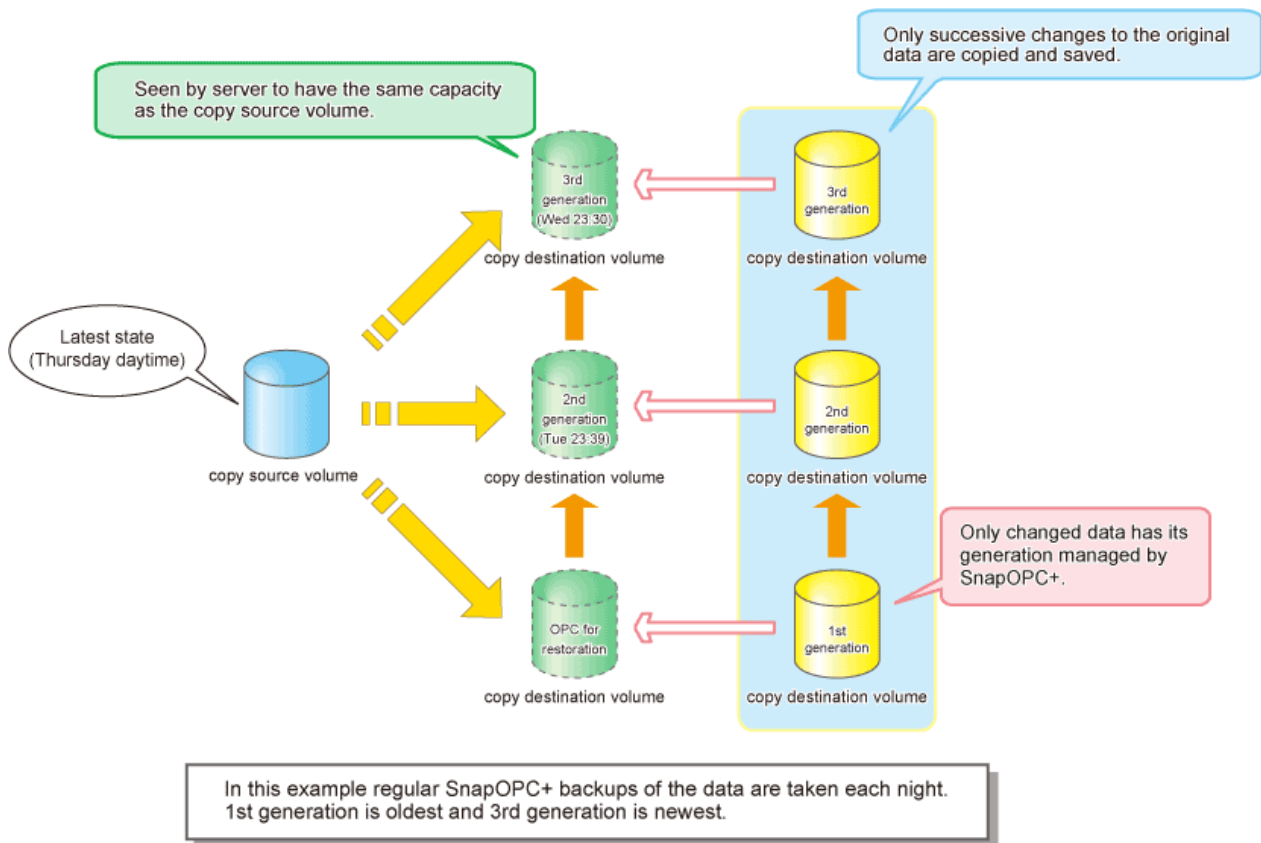 Only successive changes to the original
data are copied and saved.
Seen by server to have the same capacity
as the copy source volume.
3rd
generation
(Wed 23:30)
copy destination volume
3rd
generation
copy destination volume
Latest state
(Thursday daytime)
copy source volume
2nd
generation
(Tue 23:39)
copy destination volume
2nd
generation
copy destination volume
Only changed data has its
generation managed by
SnapOPC+.
OPC for
restoration
copy destination volume
1st
generation
copy destination volume
In this example regular SnapOPC+ backups of the data are taken each night.
1st generation is oldest and 3rd generation is newest.